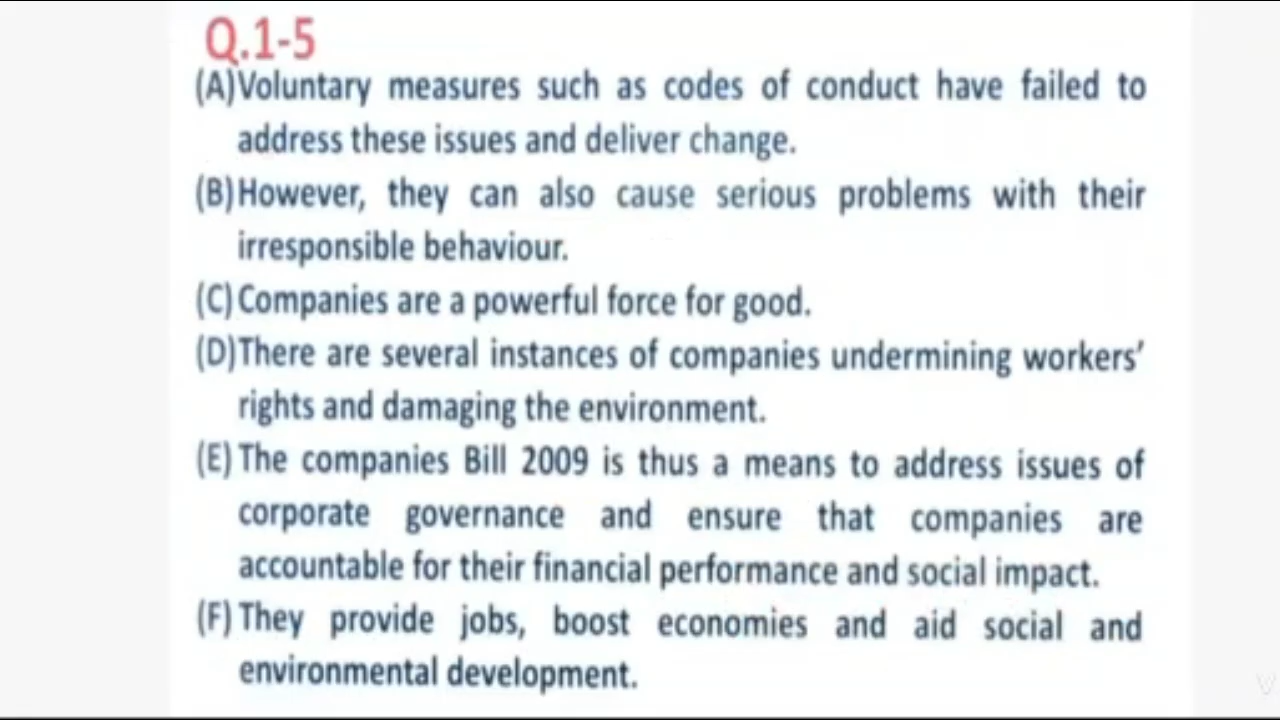 Q.1-5
(A)Voluntary measures such as codes of conduct have failed to
address these issues and deliver change.
(B)However, they can also cause serious problems with their
irresponsible behaviour.
(C)Companies are a powerful force for good.
(D)There are several instances of companies undermining workers'
rights and damaging the environment.
(E)The companies Bill 2009 is thus a means to address issues of
corporate governance and ensure that companies are
accountable for their financial performance and social impact.
(F)They provide jobs, boost economies and aid social and
environmental development.
V